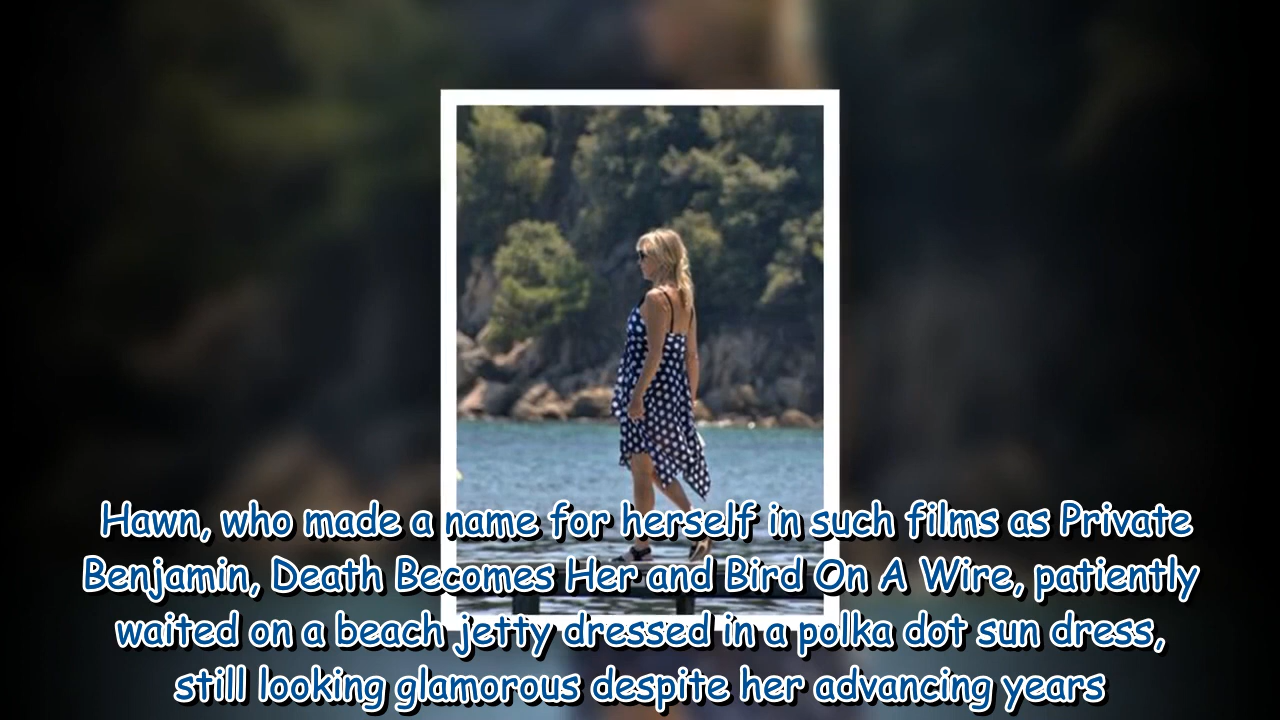 Hawn, who made a name for herself in such films as Private
Benjamin, Death Becomes Her and Bird On A Wire, patiently
waited on a beach jetty dressed in a polka dot sun dress,
still looking glamorous despite her advancing years